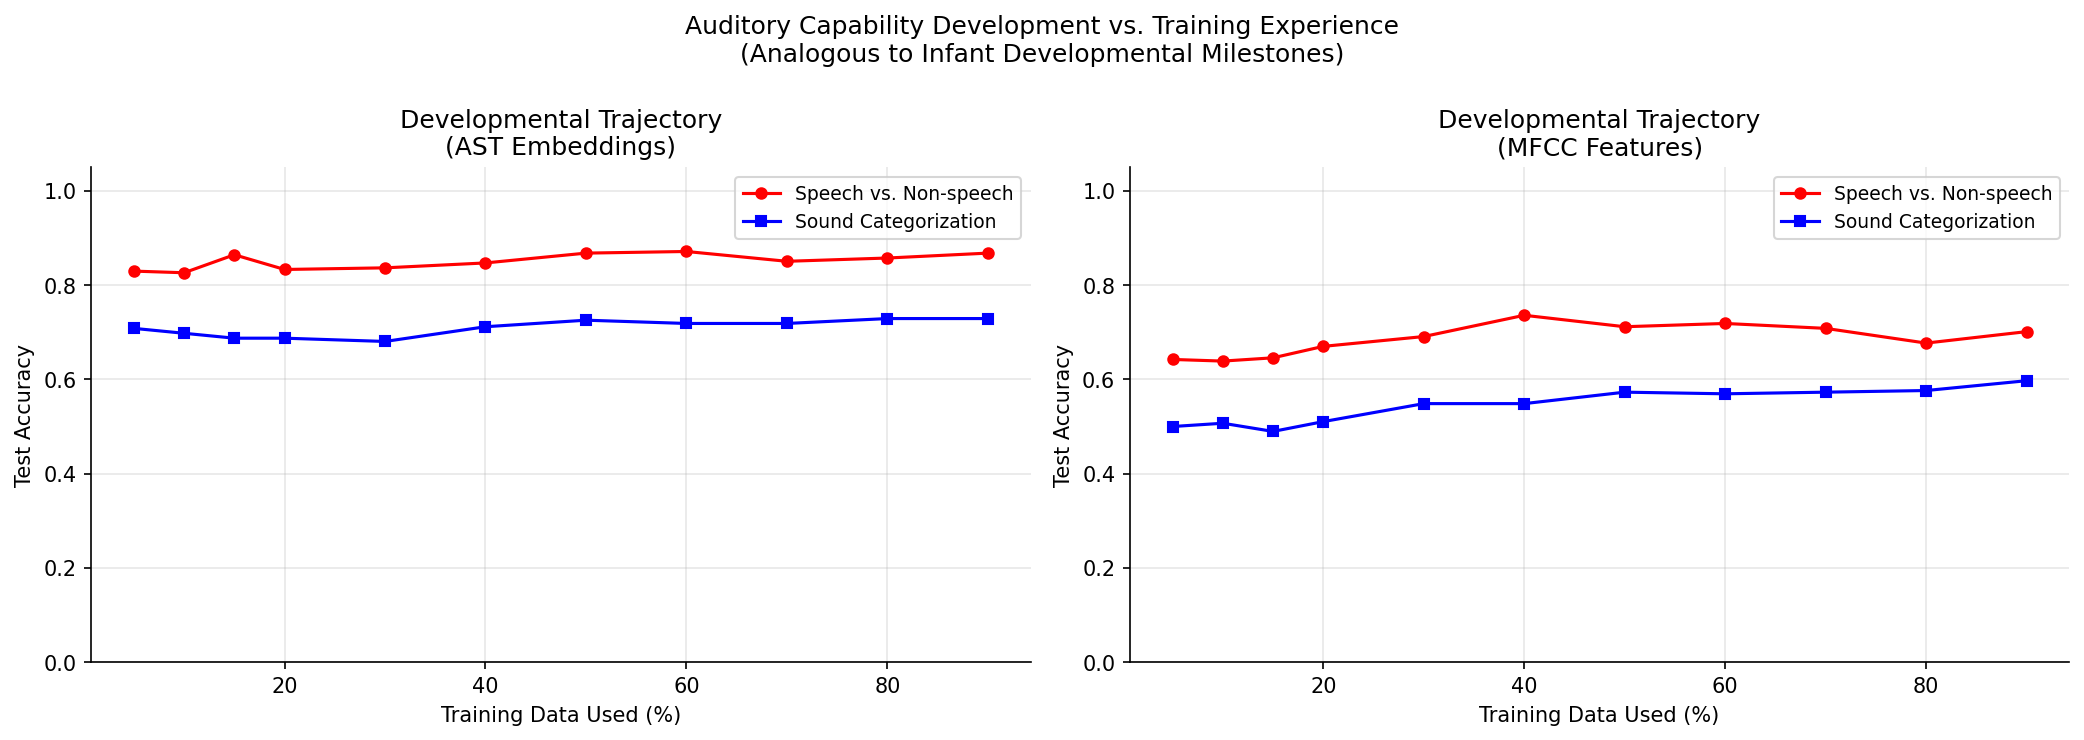 Auditory Capability Development vs. Training Experience
(Analogous to Infant Developmental Milestones)
Developmental Trajectory
(AST Embeddings)
1.0
0.8
0.6
0.4
0.2
0.0
Test Accuracy
Speech vs. Non-speech
Sound Categorization
20
40
60
80
Training Data Used (%)
Developmental Trajectory
(MFCC Features)
1.0
0.8
0.6
0.4
0.2
0.0
Test Accuracy
Speech vs. Non-speech
Sound Categorization
20
40
60
80
Training Data Used (%)